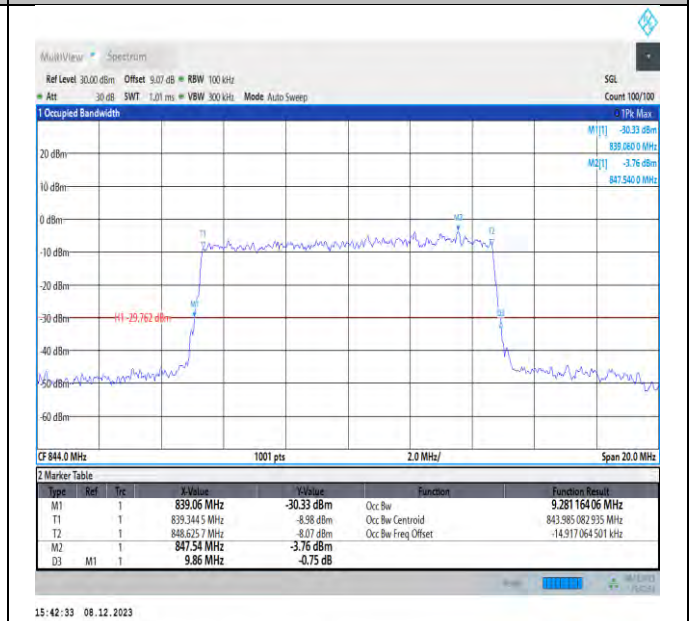 MultiView Spectrum
Ref Level 30.00 dBm Offset 9.07 dB RBW 100 kHz SGL
Att 30 dB SWT 1.01 ms VBW 300 kHz Mode Auto Sweep Count 100/100
1 Occupied Bandwidth 1Pk Max
M1[1] -30.33 dBm
839.060 0 MHz
M2[1] -3.76 dBm
847.540 0 MHz
20 dBm
10 dBm
0 dBm
M2
T1 T2
-10 dBm
-20 dBm
M1
-30 dBm H1 -29.762 dBm D3
-40 dBm
-50 dBm
-60 dBm
CF 844.0 MHz 1001 pts 2.0 MHz/ Span 20.0 MHz
2 Marker Table
Type Ref Trc X-Value Y-Value Function Function Result
M1 1 839.06 MHz -30.33 dBm Occ Bw 9.281 164 06 MHz
T1 1 839.344 5 MHz -8.98 dBm Occ Bw Centroid 843.985 082 935 MHz
T2 1 848.625 7 MHz -8.07 dBm Occ Bw Freq Offset -14.917 064 501 kHz
M2 1 847.54 MHz -3.76 dBm
D3 M1 1 9.86 MHz -0.75 dB
15:42:33 08.12.2023